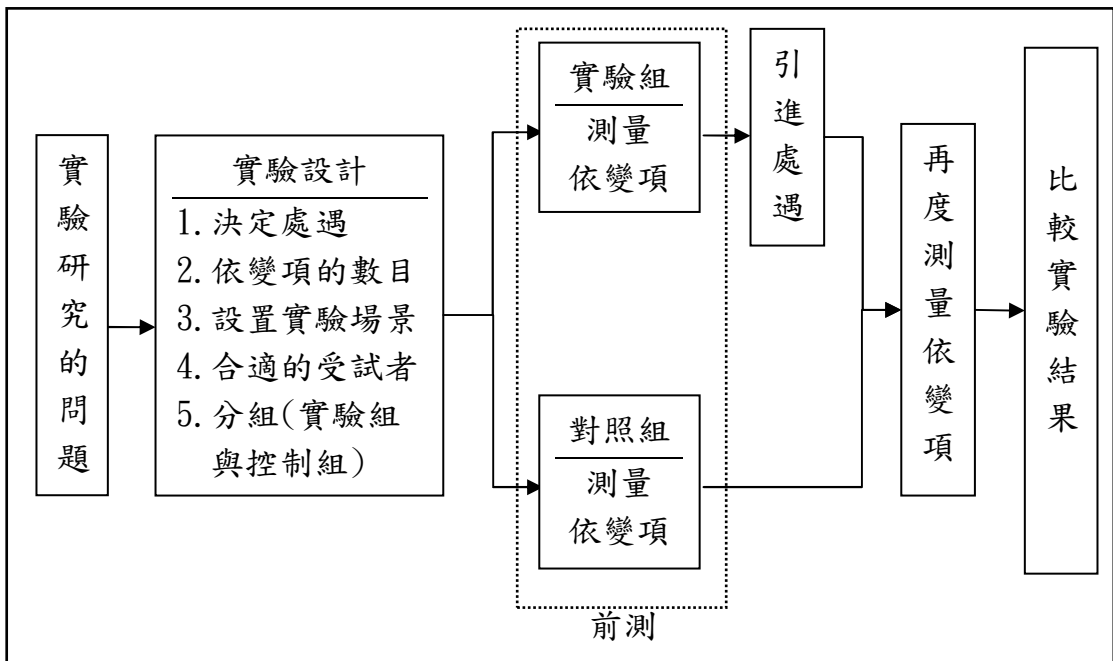 實驗研究的問題
實驗設計
1.決定處遇
2.依變項的數目
3.設置實驗場景
4.合適的受試者
5.分組(實驗組
與控制組)
實驗組
測量
依變項
對照組
測量
依變項
前測
引進處遇
再度測量依變項
比較實驗結果